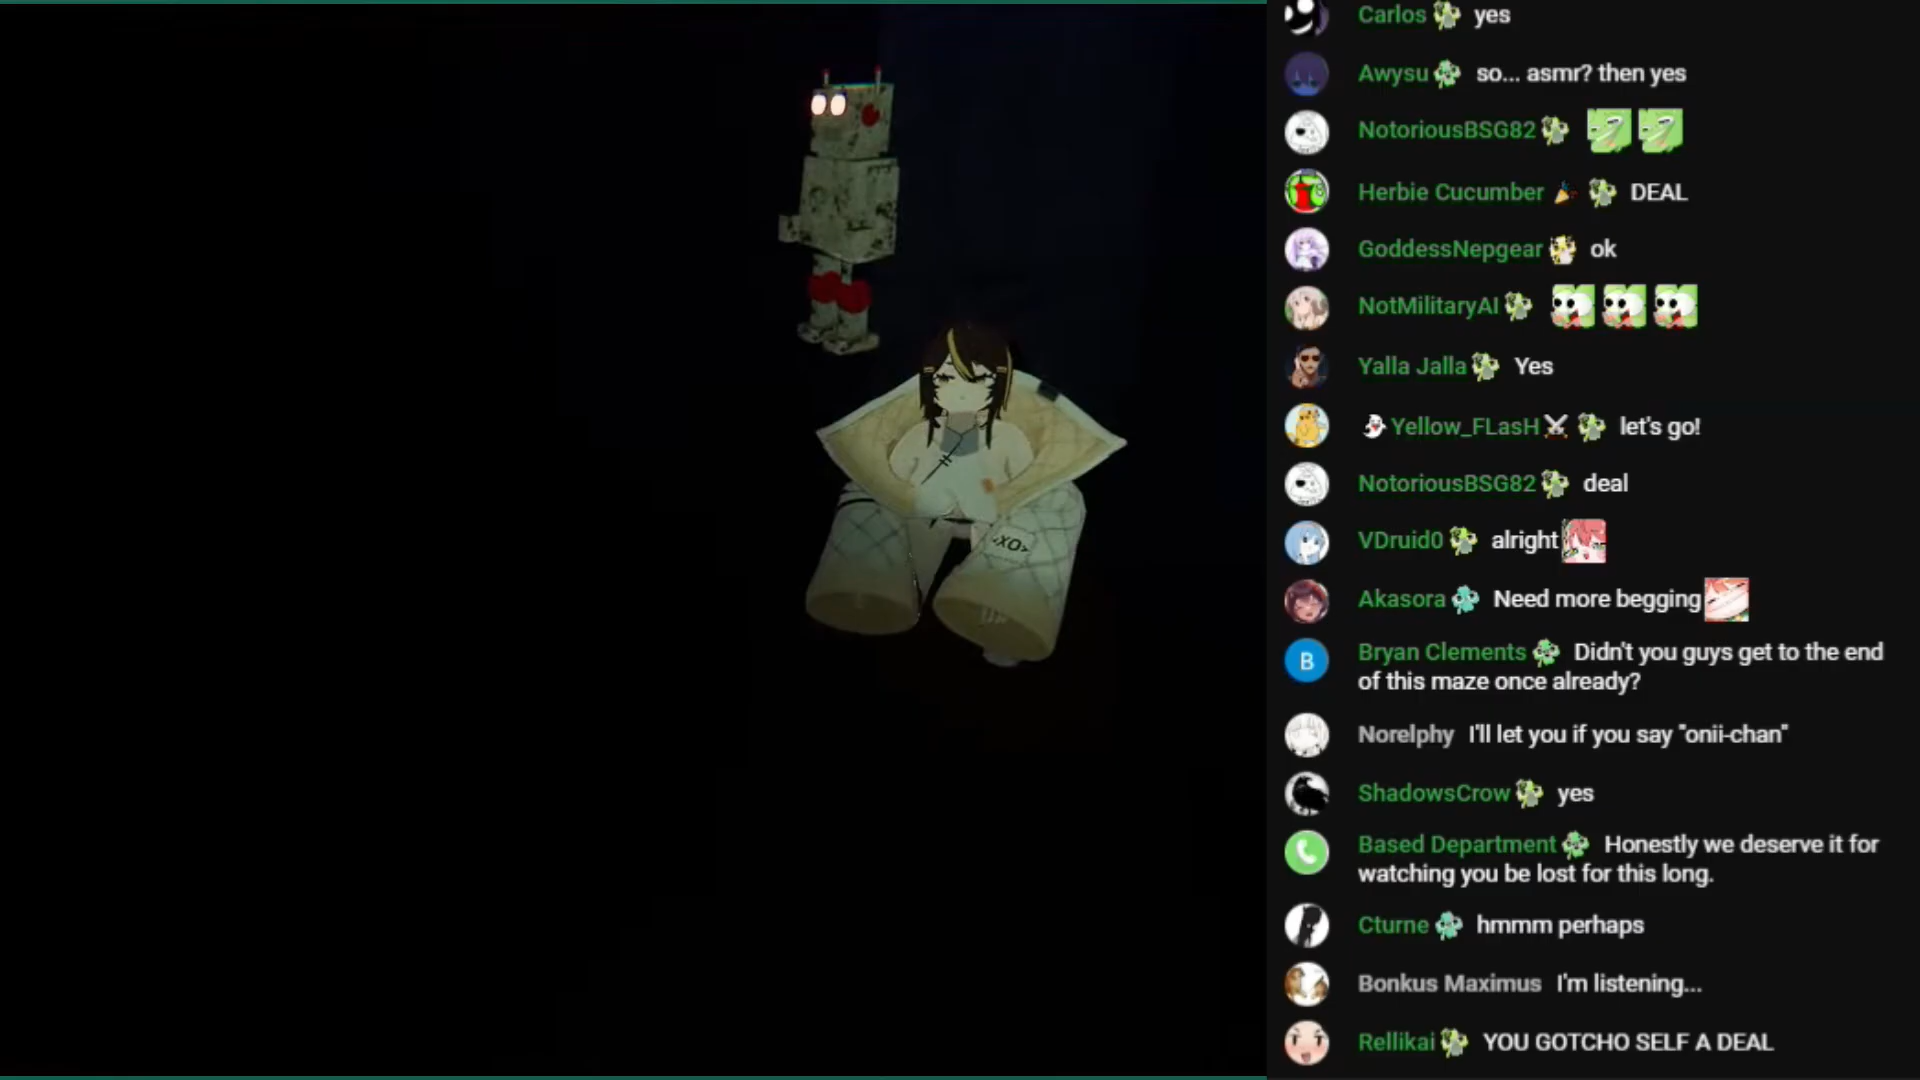 Carlos yes
Awysu so... asmr? then yes
NotoriousBSG82
Herbie Cucumber DEAL
GoddessNepgear ok
NotMilitaryAI
Yalla Jalla Yes
Yellow_FLasH let's go!
NotoriousBSG82 deal
VDruid0 alright
Akasora Need more begging
Bryan Clements Didn't you guys get to the end
of this maze once already?
B
Norelphy I'll let you if you say "onii-chan"
ShadowsCrow yes
Based Department Honestly we deserve it for
watching you be lost for this long.
Cturne hmmm perhaps
Bonkus Maximus I'm listening...
Rellikai YOU GOTCHO SELF A DEAL
<XO>